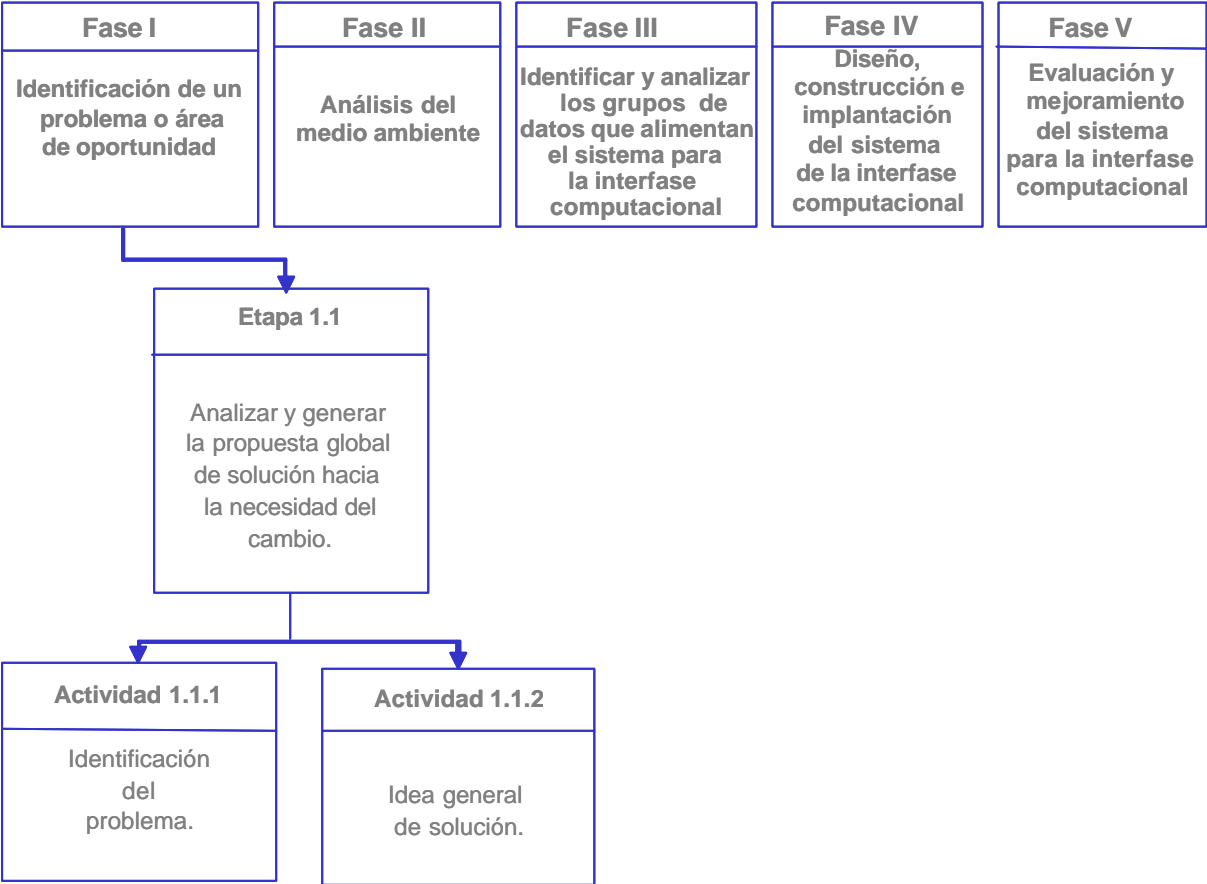 Fase I
Identificación de un
problema o área
de oportunidad
Fase II
Análisis del
medio ambiente
Fase III
Identificar y analizar
los grupos de
datos que alimentan
el sistema para
la interfase
computacional
Fase IV
Diseño,
construcción e
implantación
del sistema
de la interfase
computacional
Fase V
Evaluación y
mejoramiento
del sistema
para la interfase
computacional
Etapa 1.1
Analizar y generar
la propuesta global
de solución hacia
la necesidad del
cambio.
Actividad 1.1.1
Identificación
del
problema.
Actividad 1.1.2
Idea general
de solución.